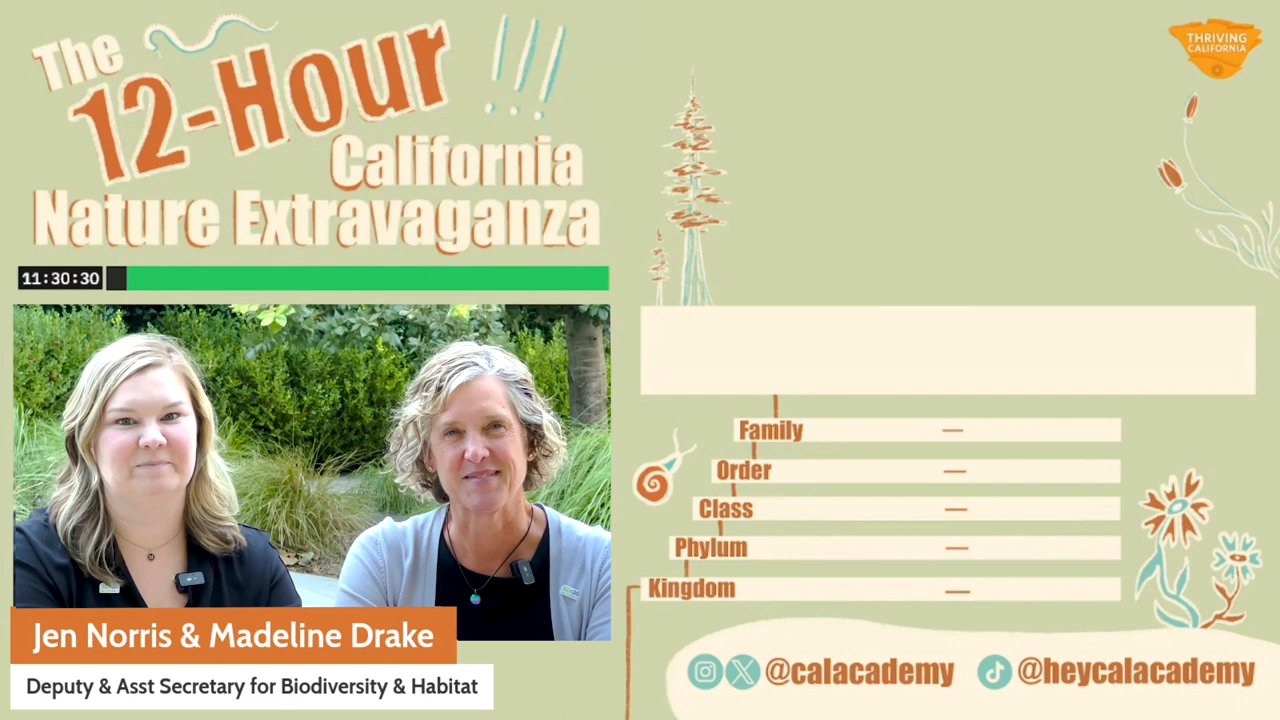 The
12-Hour
!!!
California
Nature Extravaganza
THRIVING
CALIFORNIA
11:30:30
Family —
Order —
Class —
Phylum —
Kingdom —
Jen Norris & Madeline Drake
Deputy & Asst Secretary for Biodiversity & Habitat
@calacademy @heycalacademy